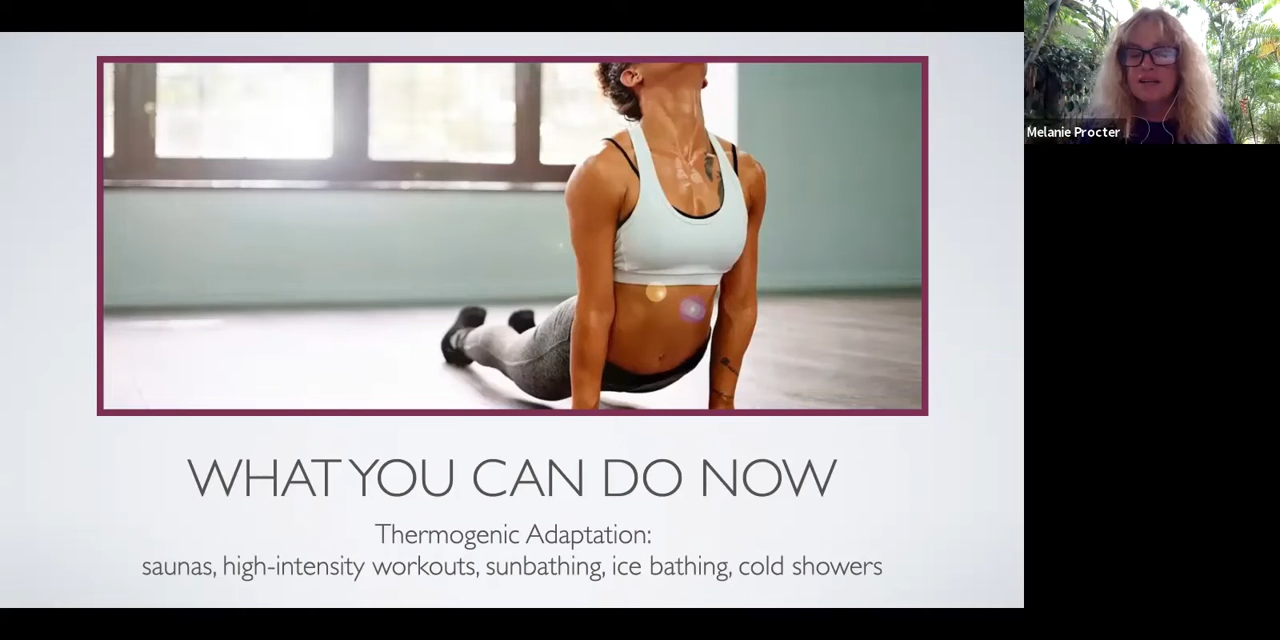 Melanie Procter
WHAT YOU CAN DO NOW
Thermogenic Adaptation:
saunas, high-intensity workouts, sunbathing, ice bathing, cold showers